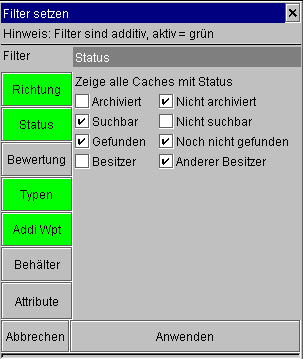 Filter setzen
Hinweis: Filter sind additiv, aktiv = grün
Filter
Status
Richtung
Status
Bewertung
Typen
Addi Wpt
Behälter
Attribute
Zeige alle Caches mit Status
Archiviert Nicht archiviert
Suchbar Nicht suchbar
Gefunden Noch nicht gefunden
Besitzer Anderer Besitzer
Abbrechen Anwenden